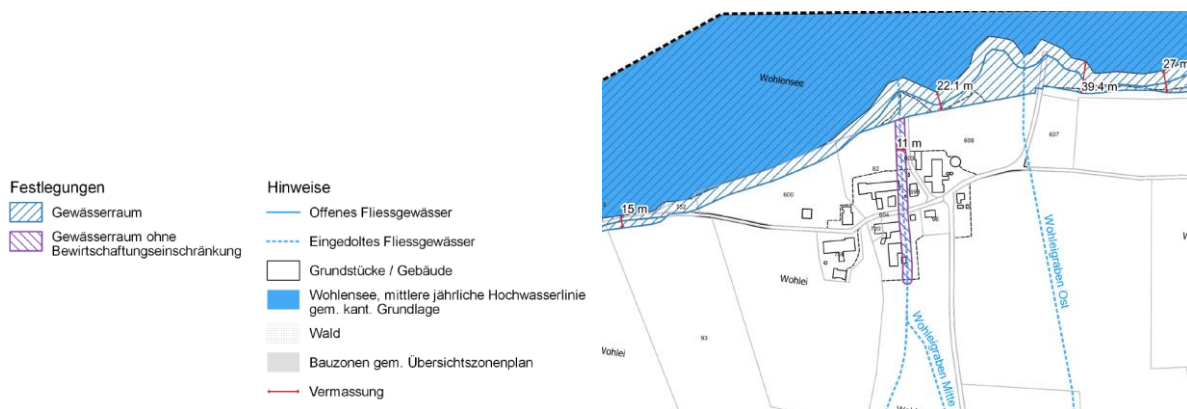 Festlegungen
Gewässerraum
Gewässerraum ohne
Bewirtschaftungseinschränkung
Hinweise
Offenes Fliessgewässer
Eingedoltes Fliessgewässer
Grundstücke / Gebäude
Wohlensee, mittlere jährliche Hochwasserlinie
gem. kant. Grundlage
Wald
Bauzonen gem. Übersichtszonenplan
Vermassung
Wohlensee
22.1 m
39.4 m
27 m
11 m
608
637
82
600
15 m
Wohlei
93
Wohleigraben Ost
Wohleigraben Mitte